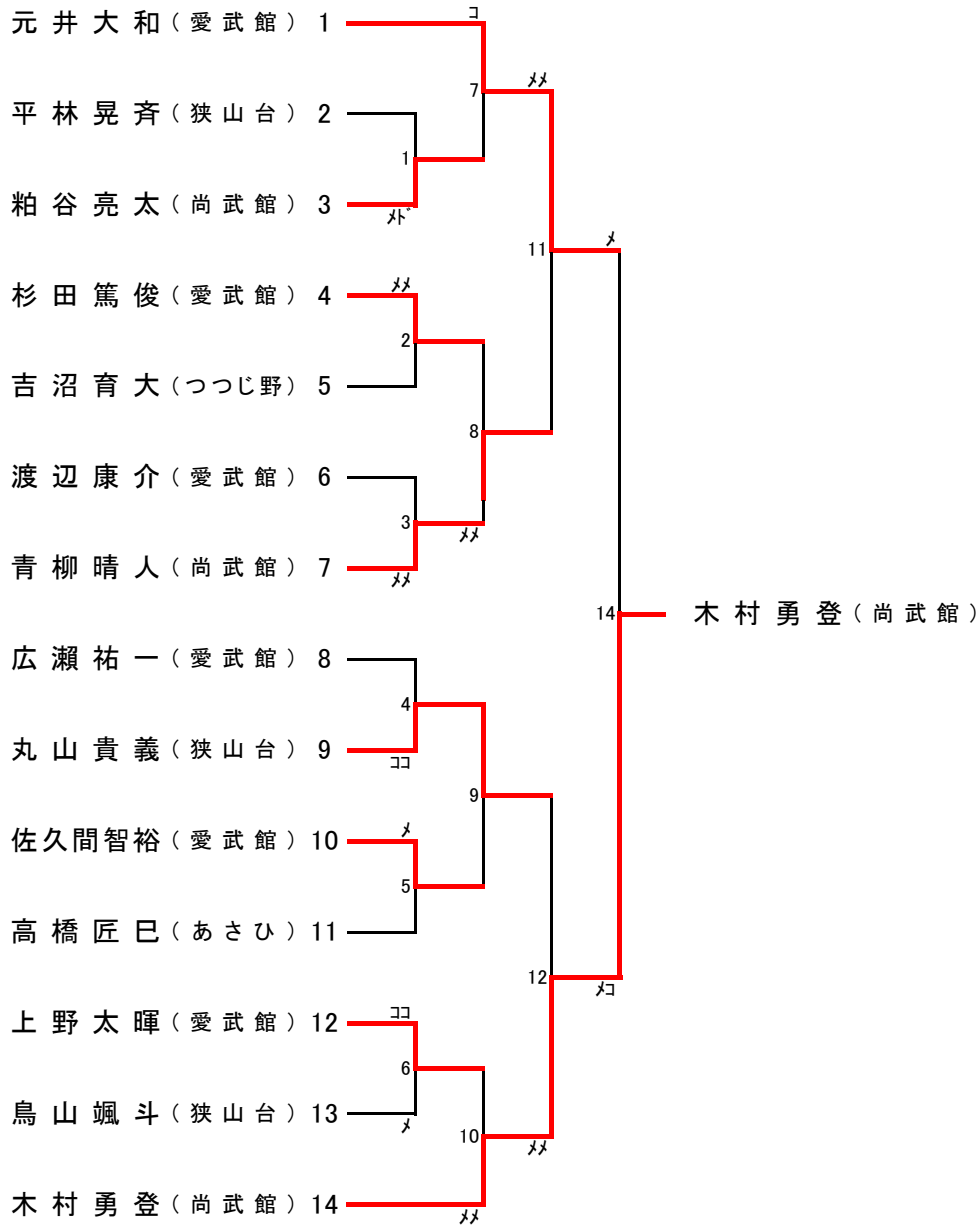 元井大和（愛武館）1
ｺ
7
ﾒﾒ
平林晃斉（狭山台）2
1
粕谷亮太（尚武館）3
ﾒﾄﾞ
11
ﾒ
杉田篤俊（愛武館）4
ﾒﾒ
2
吉沼育大（つつじ野）5
8
渡辺康介（愛武館）6
3
ﾒﾒ
青柳晴人（尚武館）7
ﾒﾒ
14
木村勇登（尚武館）
広瀬祐一（愛武館）8
4
丸山貴義（狭山台）9
ｺｺ
9
佐久間智裕（愛武館）10
ﾒ
5
高橋匠巳（あさひ）11
12
ﾒｺ
上野太暉（愛武館）12
ｺｺ
6
鳥山颯斗（狭山台）13
ﾒ
10
ﾒﾒ
木村勇登（尚武館）14
ﾒﾒ